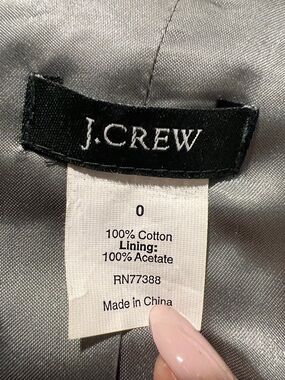 J.CREW
0
100% Cotton
Lining:
100% Acetate
RN77388
Made in China